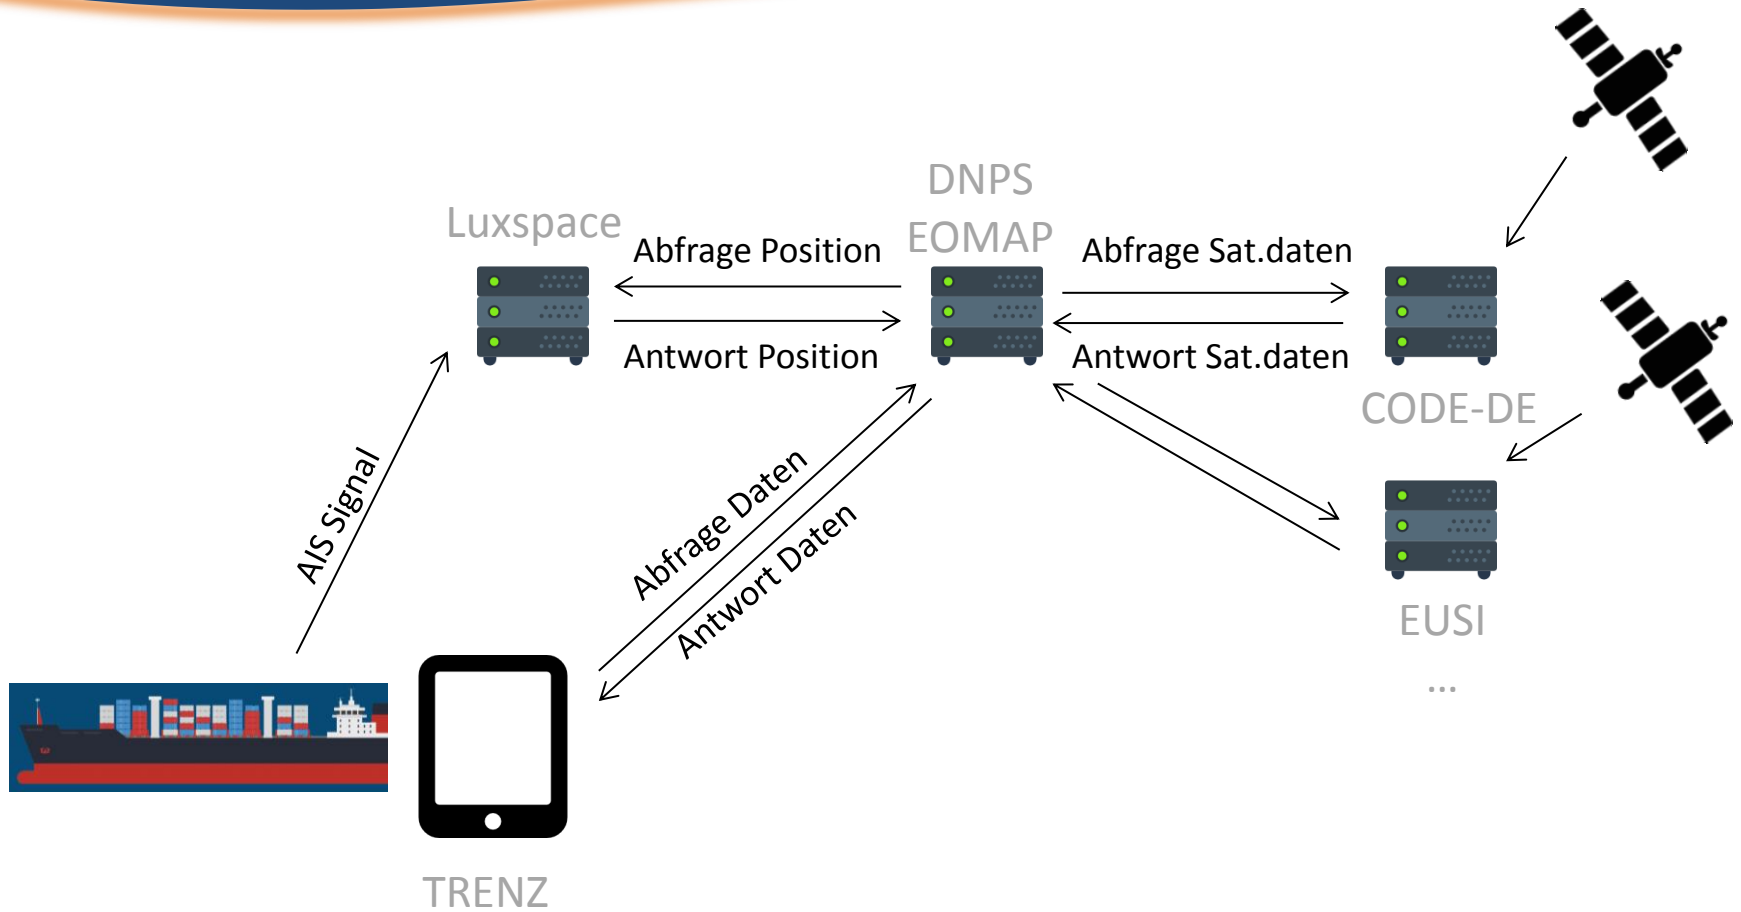 DNPS
EOMAP
Luxspace
Abfrage Position
Antwort Position
Abfrage Sat.daten
Antwort Sat.daten
CODE-DE
AIS Signal
Abfrage Daten
Antwort Daten
EUSI
...
TRENZ